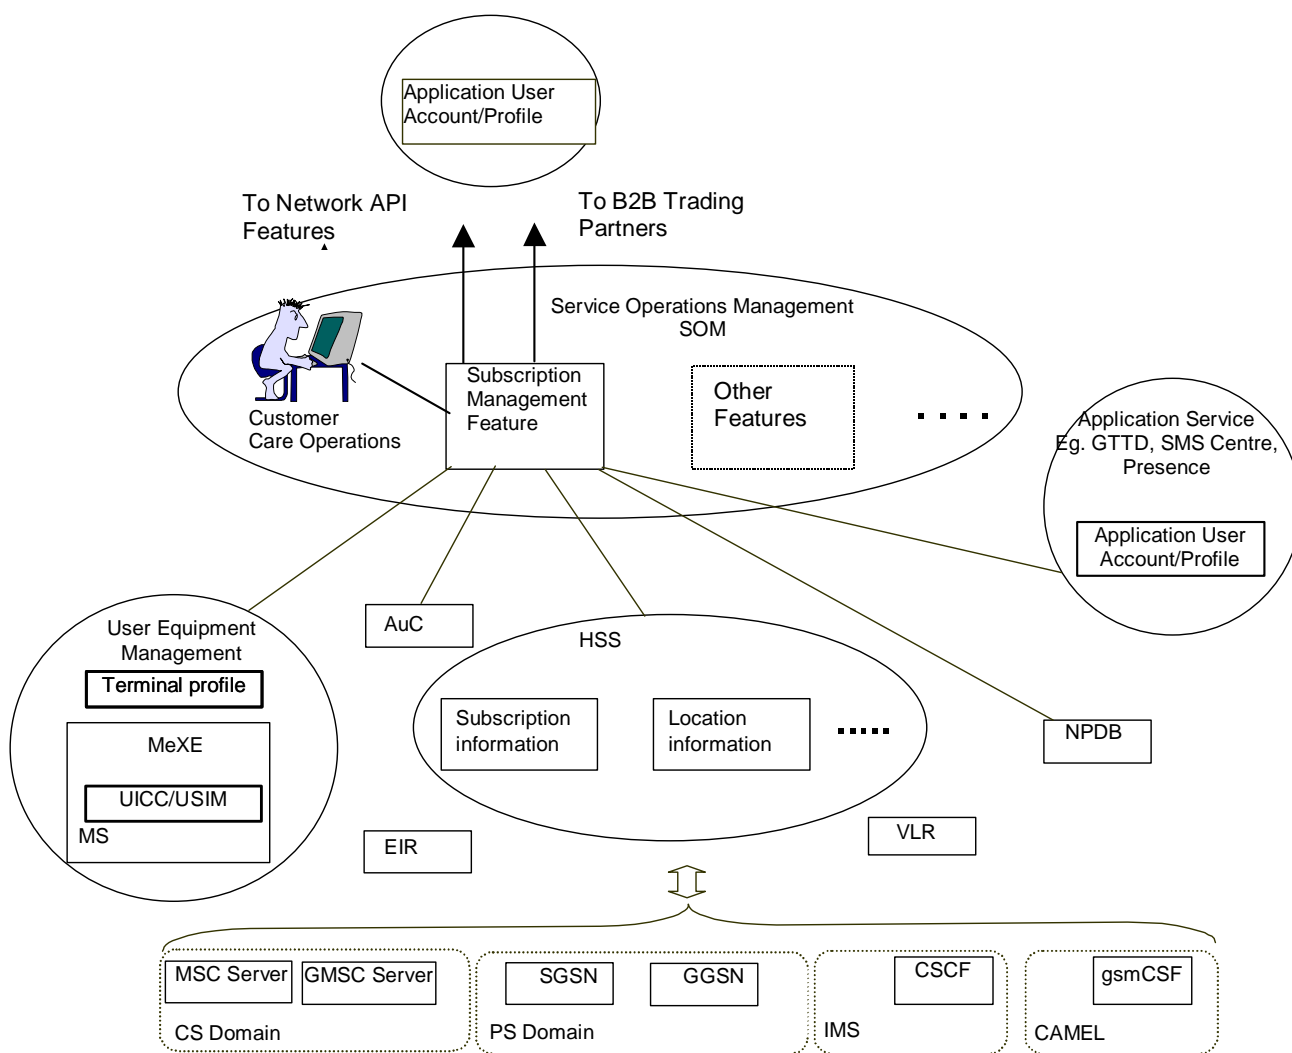 Application User
Account/Profile
To Network API
Features
To B2B Trading
Partners
Service Operations Management
SOM
Subscription
Management
Feature
Other
Features
Customer
Care Operations
Application Service
Eg. GTTD, SMS Centre,
Presence
Application User
Account/Profile
User Equipment
Management
Terminal profile
MeXE
UICC/USIM
MS
AuC
HSS
Subscription
information
Location
information
NPDB
EIR
VLR
MSC Server
GMSC Server
CS Domain
SGSN
GGSN
PS Domain
CSCF
IMS
gsmCSF
CAMEL